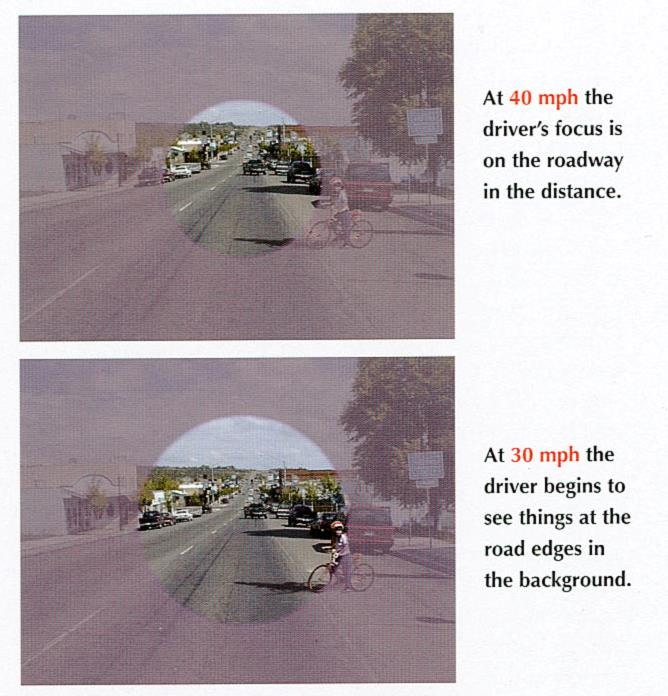 At 40 mph the
driver's focus is
on the roadway
in the distance.
At 30 mph the
driver begins to
see things at the
road edges in
the background.